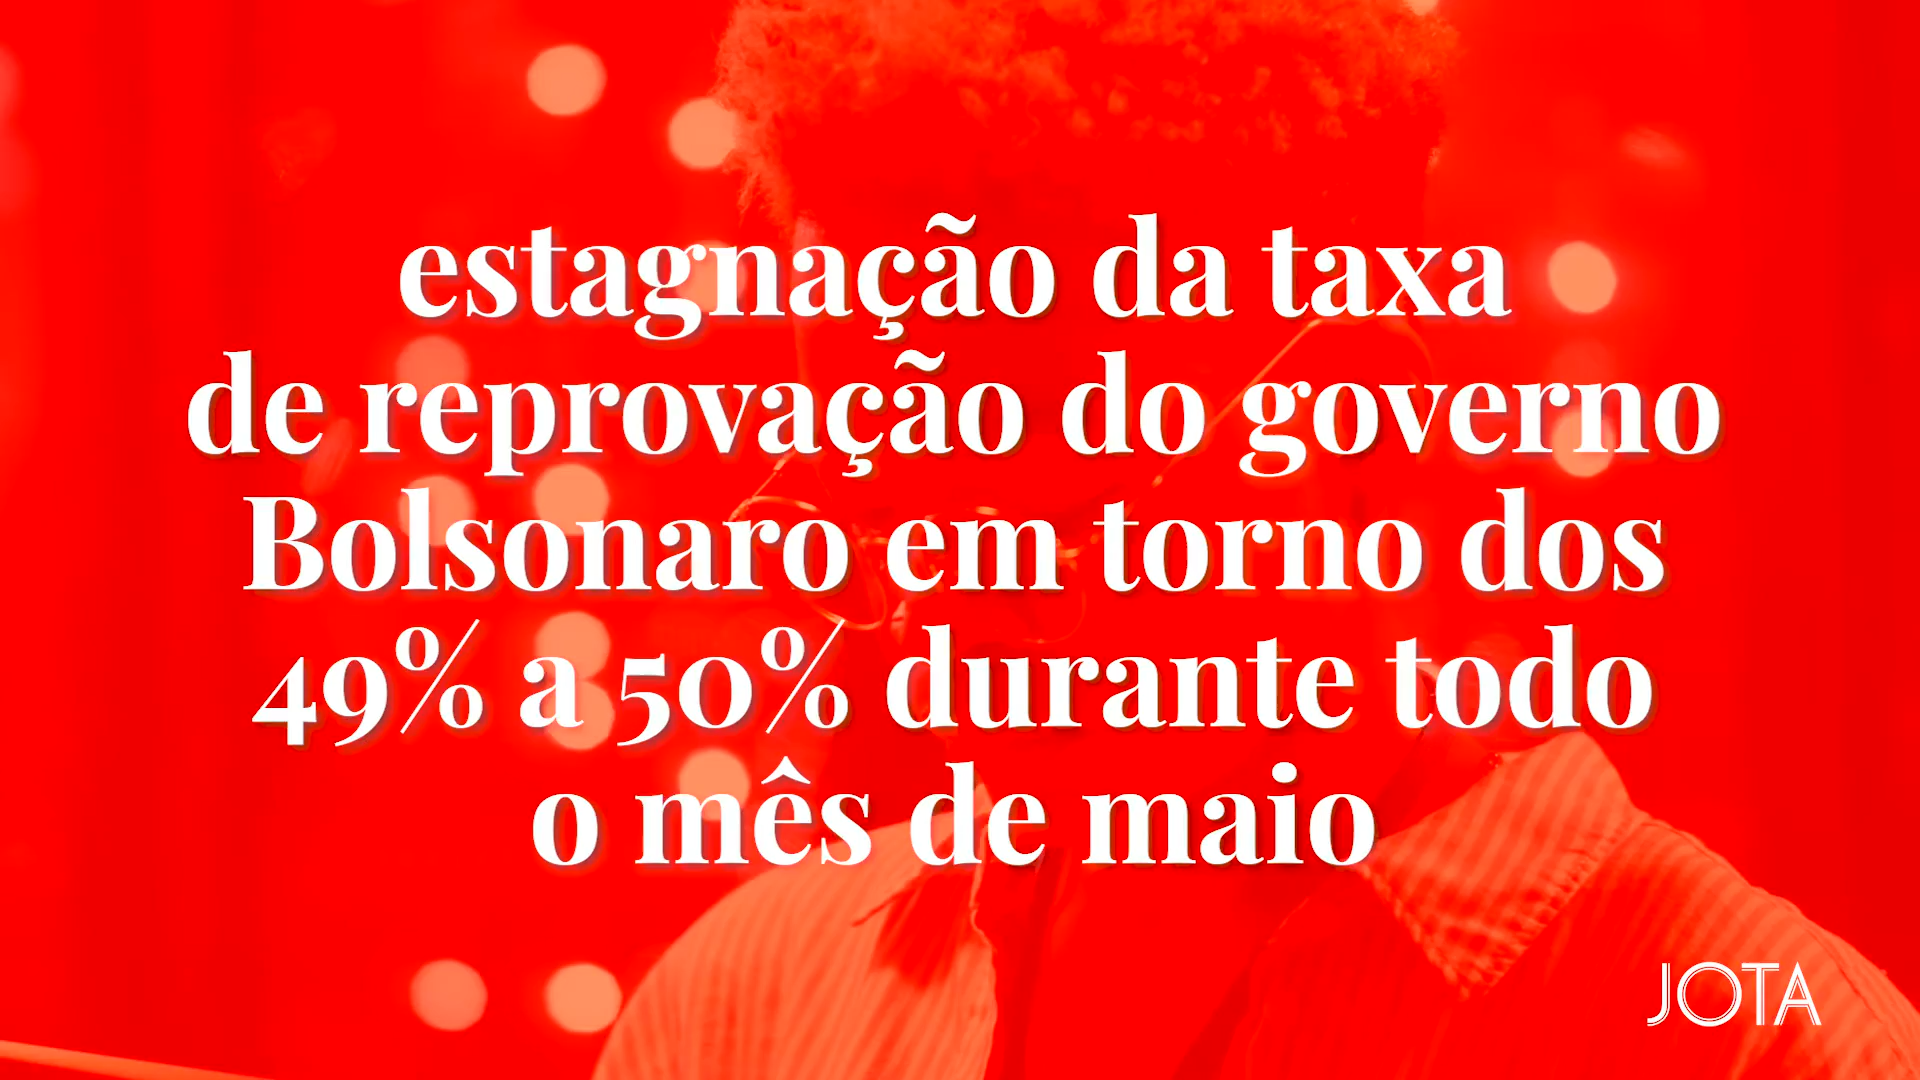 estagnação da taxa
de reprovação do governo
Bolsonaro em torno dos
49% a 50% durante todo
o mês de maio
JOTA